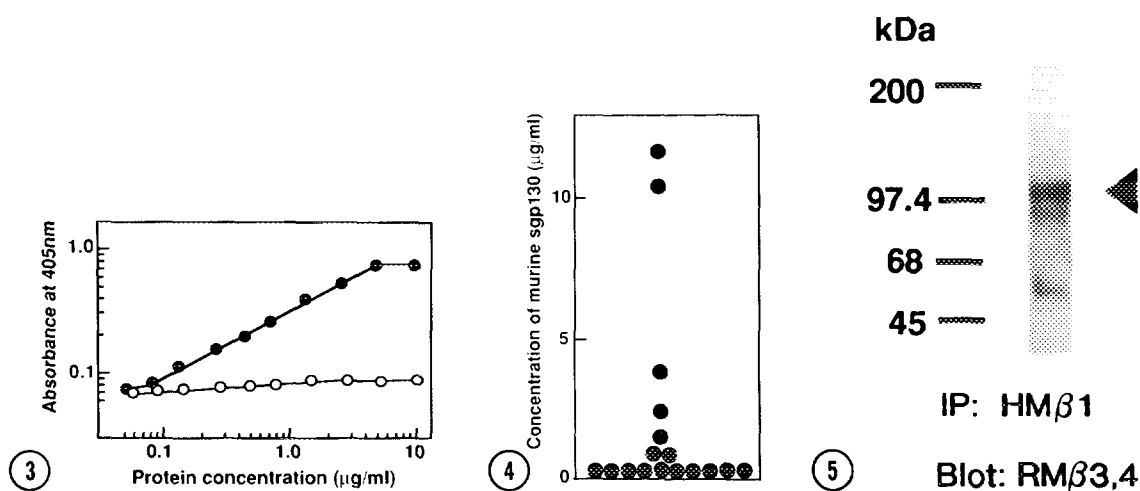 Absorbance at 405nm
1.0
0.1
0.1
1.0
10
Protein concentration (μg/ml)
3
Concentration of murine sgp130 (μg/ml)
10
5
0
4
kDa
200
97.4
68
45
IP: HMβ1
Blot: RMβ3,4
5